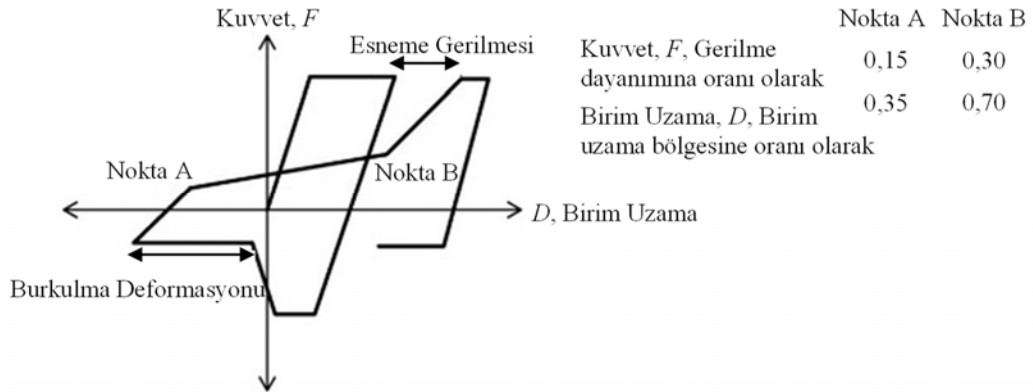 Kuvvet, F
Esneme Gerilmesi
Nokta A
Nokta B
D, Birim Uzama
Burkulma Deformasyonu
Nokta A Nokta B
Kuvvet, F, Gerilme
dayanımına oranı olarak
0,15 0,30
Birim Uzama, D, Birim
uzama bölgesine oranı olarak
0,35 0,70